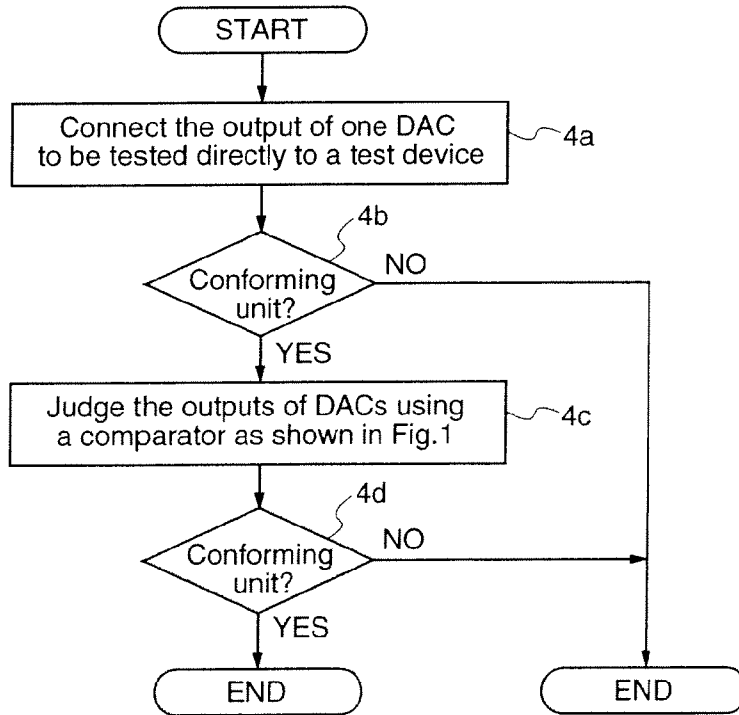 START
Connect the output of one DAC
to be tested directly to a test device
4a
4b
Conforming
unit?
NO
YES
Judge the outputs of DACs using
a comparator as shown in Fig.1
4c
4d
Conforming
unit?
NO
YES
END
END